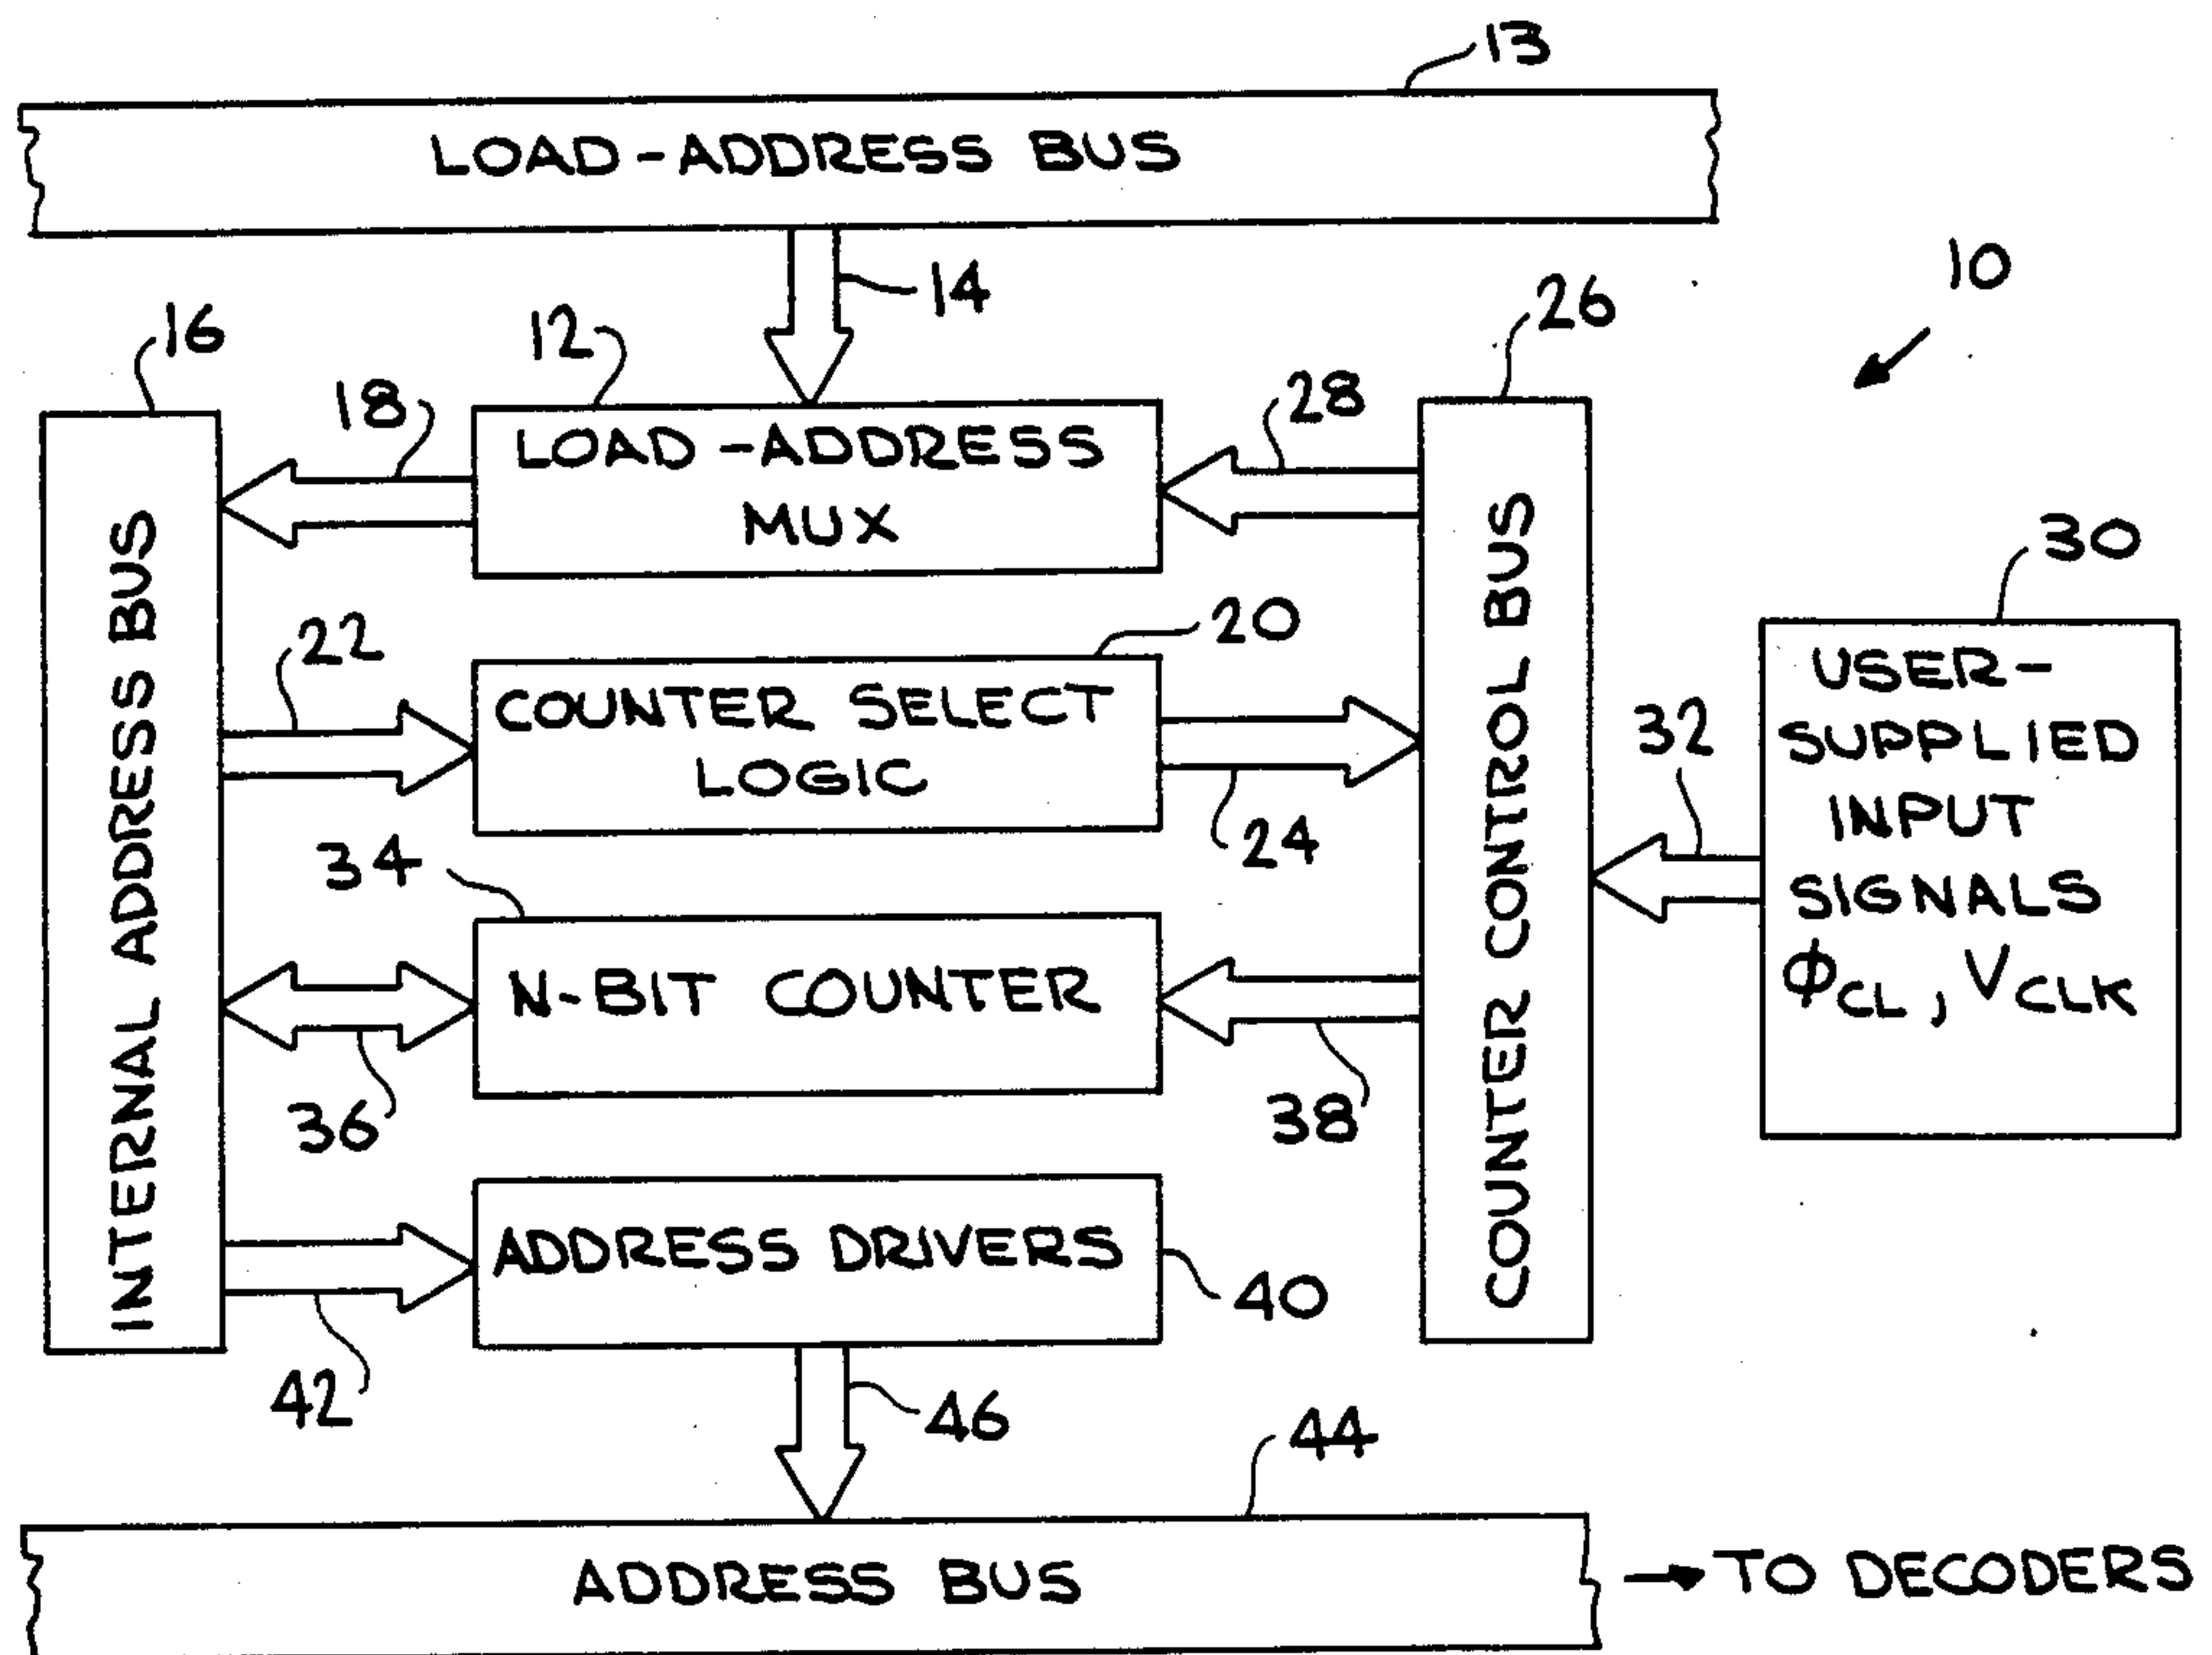 13
LOAD-ADDRESS BUS
14
10
16
12
26
18
28
LOAD-ADDRESS
MUX
30
22
20
INTERNAL ADDRESS BUS
COUNTER CONTROL BUS
USER-
SUPPLIED
INPUT
SIGNALS
ΦCL, VCLK
COUNTER SELECT
LOGIC
32
24
34
N-BIT COUNTER
36
38
ADDRESS DRIVERS
40
42
46
44
ADDRESS BUS
→ TO DECODERS